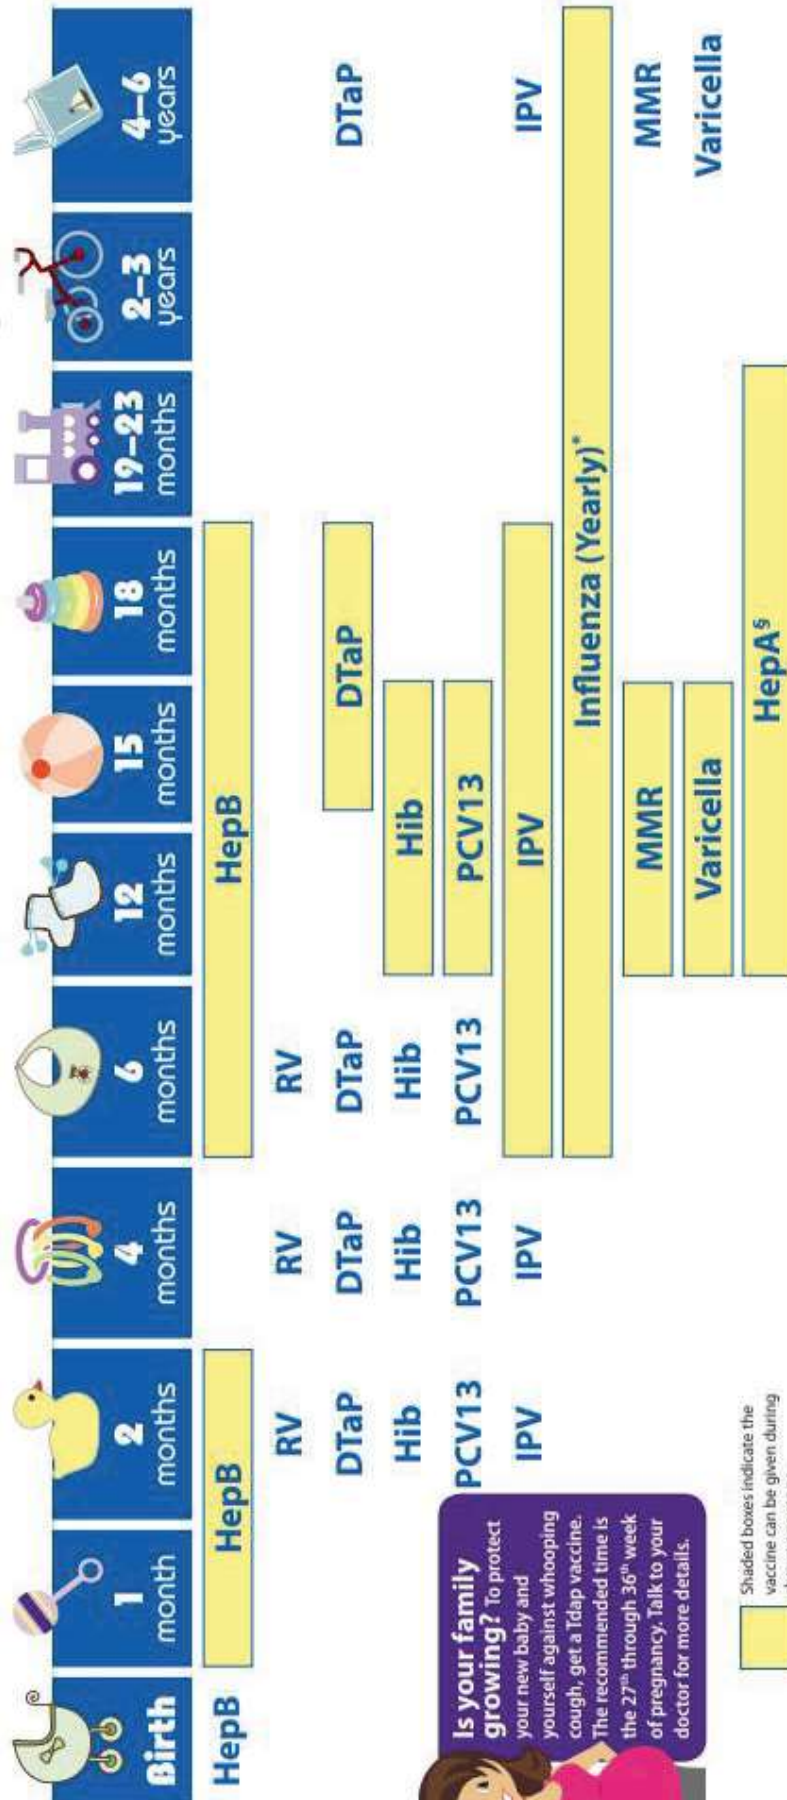 Birth
1
month
2
months
4
months
6
months
12
months
15
months
18
months
19–23
months
2–3
years
4–6
years
HepB
HepB
HepB
RV
RV
RV
DTaP
DTaP
DTaP
DTaP
DTaP
Hib
Hib
Hib
Hib
PCV13
PCV13
PCV13
PCV13
IPV
IPV
IPV
IPV
Influenza (Yearly)*
MMR
MMR
Varicella
Varicella
HepA§
Is your family
growing? To protect
your new baby and
yourself against whooping
cough, get a Tdap vaccine.
The recommended time is
the 27th through 36th week
of pregnancy. Talk to your
doctor for more details.
Shaded boxes indicate the
vaccine can be given during